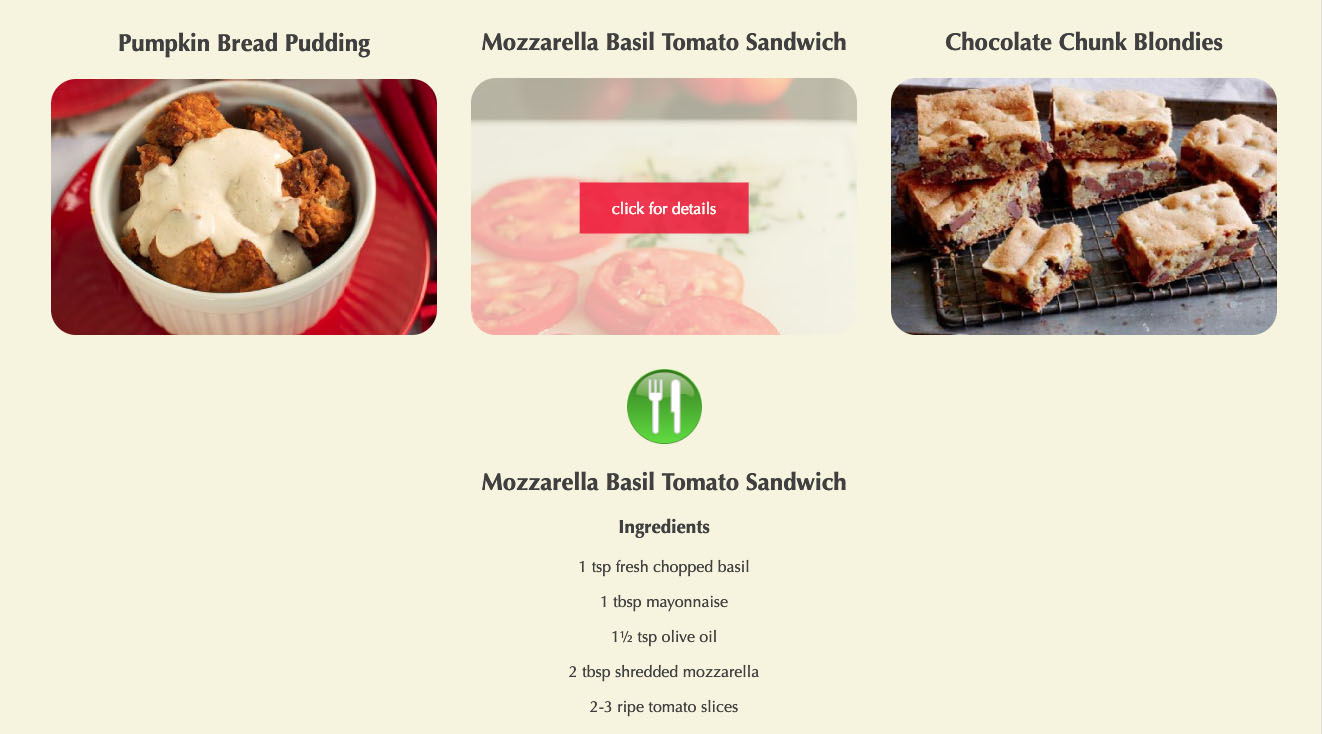 Pumpkin Bread Pudding
Mozzarella Basil Tomato Sandwich
Chocolate Chunk Blondies
click for details
Mozzarella Basil Tomato Sandwich
Ingredients
1 tsp fresh chopped basil
1 tbsp mayonnaise
1½ tsp olive oil
2 tbsp shredded mozzarella
2-3 ripe tomato slices